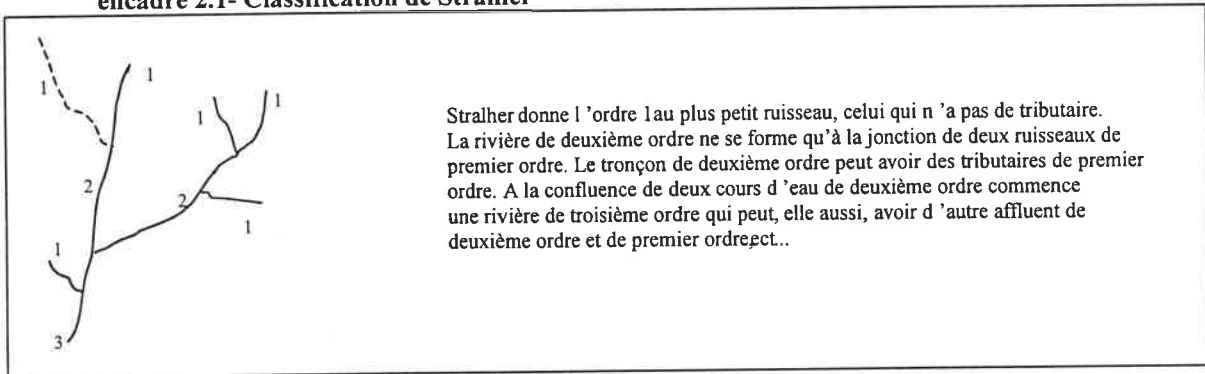 encadré 2.1- Classification de Stralher
1
1
1
1
Stralher donne l 'ordre 1au plus petit ruisseau, celui qui n 'a pas de tributaire.
La rivière de deuxième ordre ne se forme qu'à la jonction de deux ruisseaux de
premier ordre. Le tronçon de deuxième ordre peut avoir des tributaires de premier
ordre. A la confluence de deux cours d 'eau de deuxième ordre commence
une rivière de troisième ordre qui peut, elle aussi, avoir d 'autre affluent de
deuxième ordre et de premier ordre,ect...
2
2
1
1
3